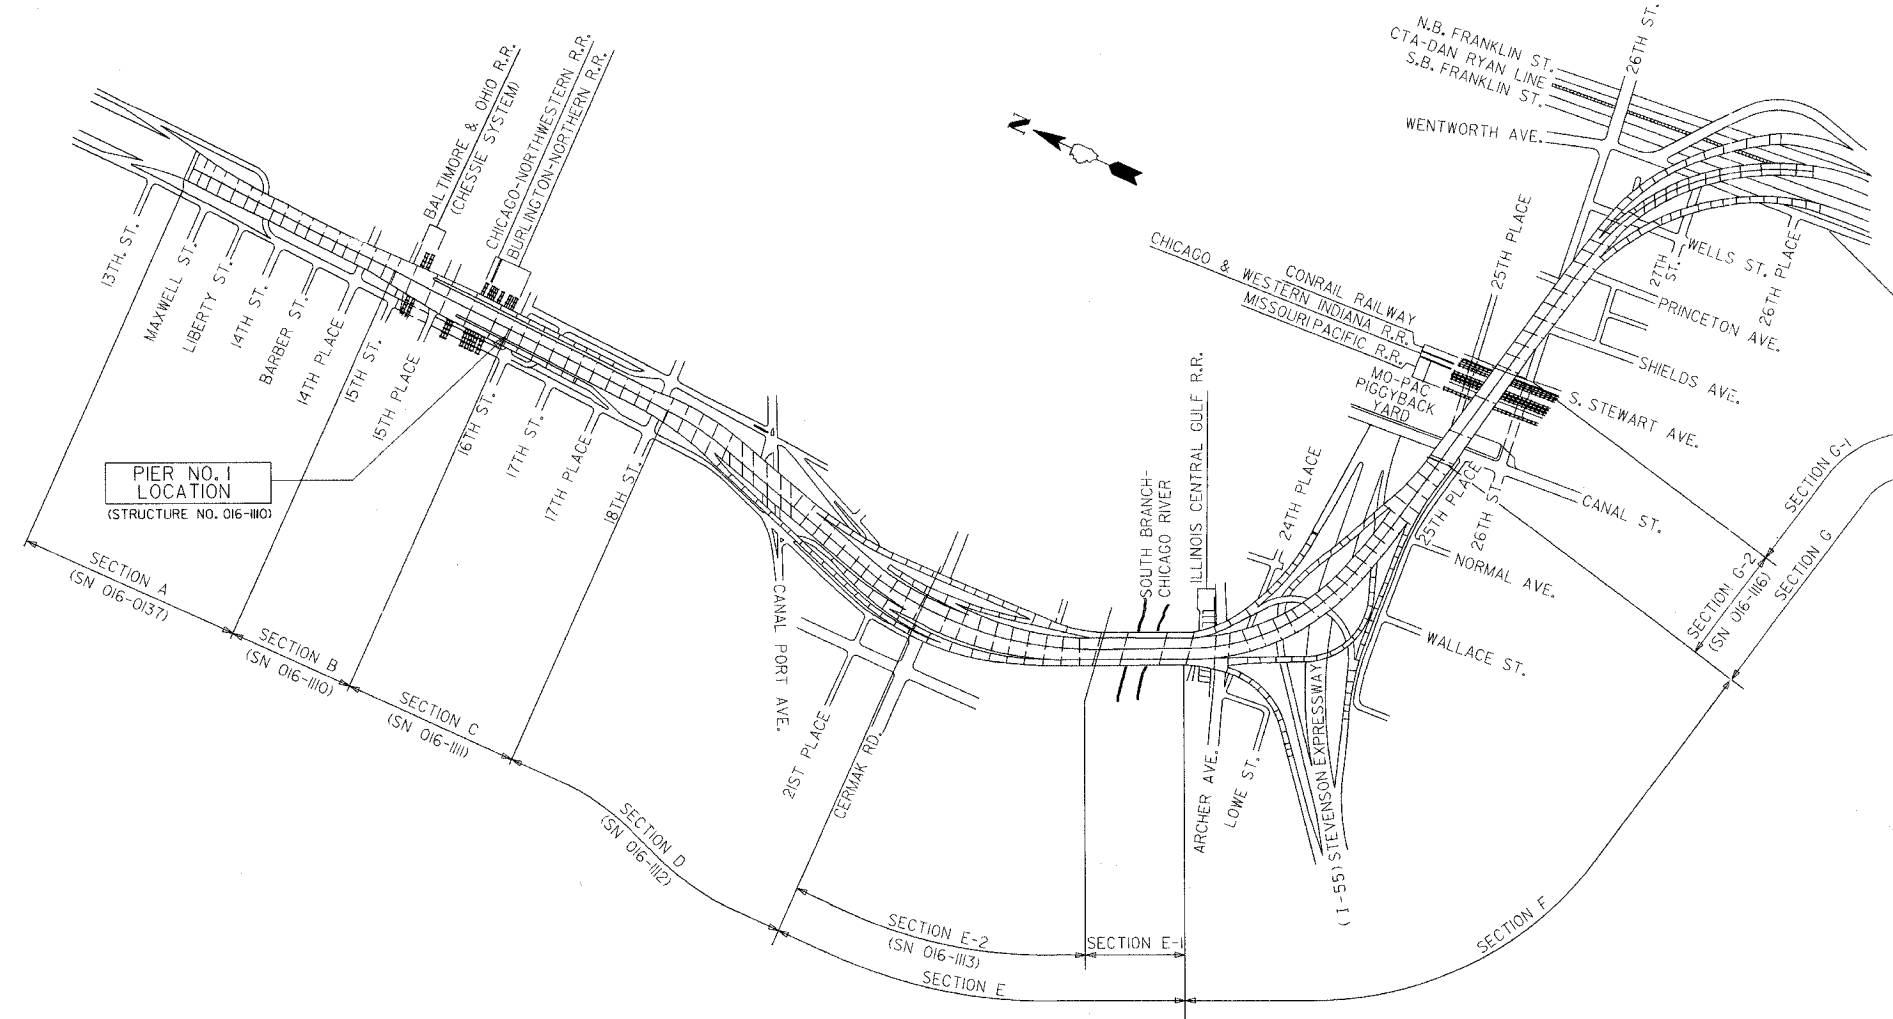 BALTIMORE & OHIO R.R.
(CHESSIE SYSTEM)
CHICAGO-NORTHWESTERN R.R.
BURLINGTON-NORTHERN R.R.
N
N.B. FRANKLIN ST.
CTA-DAN RYAN LINE
S.B. FRANKLIN ST.
26TH ST.
WENTWORTH AVE.
25TH PLACE
WELLS ST.
27TH ST.
26TH PLACE
PRINCETON AVE.
SHIELDS AVE.
S. STEWART AVE.
CHICAGO & WESTERN INDIANA R.R.
CONRAIL RAILWAY
MISSOURI PACIFIC R.R.
MO-PAC
PIGGYBACK
YARD
13TH. ST.
MAXWELL ST.
LIBERTY ST.
14TH ST.
BARBER ST.
14TH PLACE
15TH ST.
15TH PLACE
16TH ST.
17TH ST.
17TH PLACE
18TH ST.
PIER NO. 1
LOCATION
(STRUCTURE NO. 016-1110)
CANAL PORT AVE.
21ST PLACE
CERMAK RD.
SOUTH BRANCH-
CHICAGO RIVER
ILLINOIS CENTRAL GULF R.R.
24TH PLACE
25TH PLACE
26TH ST.
CANAL ST.
NORMAL AVE.
WALLACE ST.
ARCHER AVE.
LOWE ST.
(I-55) STEVENSON EXPRESSWAY
SECTION A
(SN 016-0137)
SECTION B
(SN 016-1110)
SECTION C
(SN 016-1111)
SECTION D
(SN 016-1112)
SECTION E-2
(SN 016-1113)
SECTION E-1
SECTION E
SECTION F
SECTION G-2
(SN 016-1116)
SECTION G
SECTION G-1